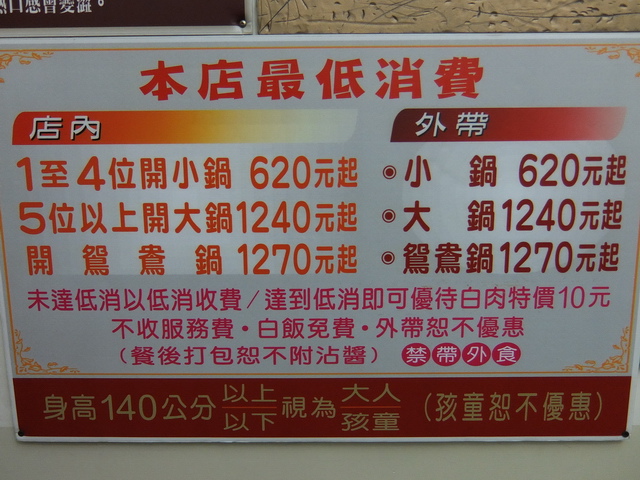 熱口感會變澀。
本店最低消費
店內
外帶
1至4位開小鍋 620元起
◉小 鍋 620元起
5位以上開大鍋1240元起
◉大 鍋1240元起
開 鴛 鴦 鍋 1270元起
◉鴛鴦鍋1270元起
未達低消以低消收費/達到低消即可優待白肉特價10元
不收服務費・白飯免費・外帶恕不優惠
(餐後打包恕不附沾醬) 禁帶外食
身高140公分以上以下視為大人孩童(孩童恕不優惠)